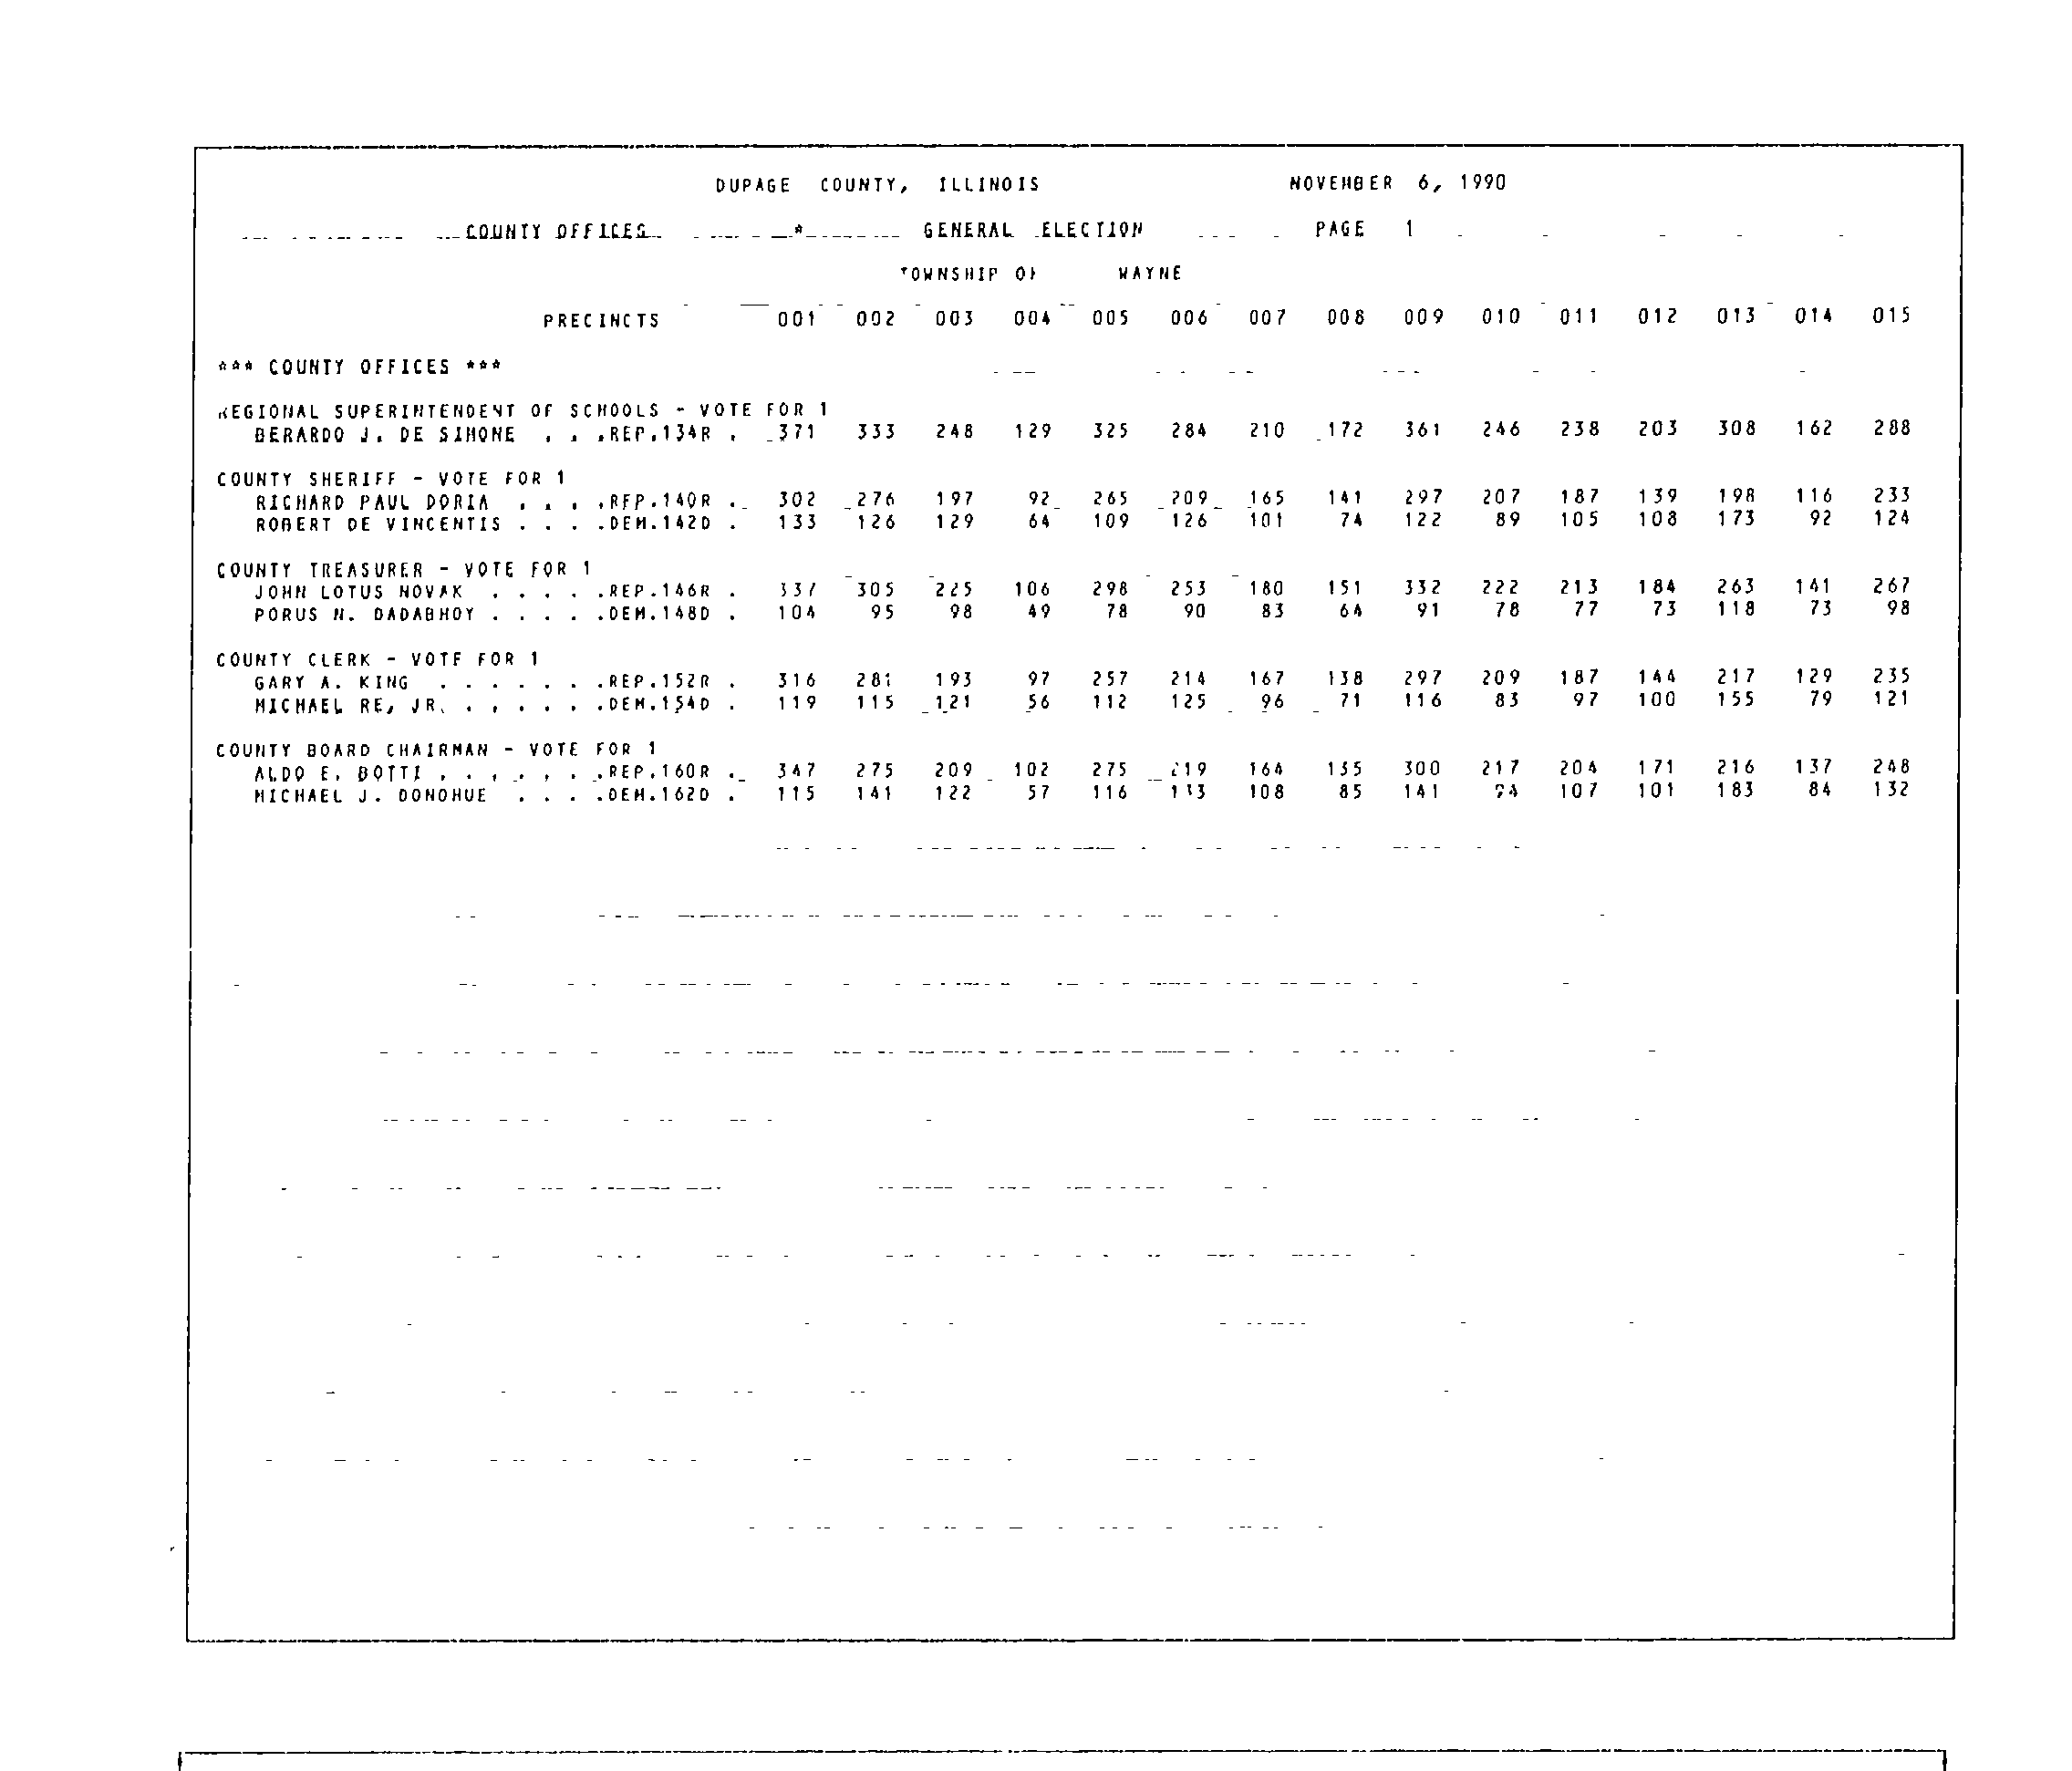 DUPAGE COUNTY, ILLINOIS NOVEMBER 6, 1990
COUNTY OFFICES * GENERAL ELECTION PAGE 1
TOWNSHIP OF WAYNE
PRECINCTS 001 002 003 004 005 006 007 008 009 010 011 012 013 014 015
*** COUNTY OFFICES ***
REGIONAL SUPERINTENDENT OF SCHOOLS - VOTE FOR 1
BERARDO J. DE SIMONE . . .REP.134R . 371 333 248 129 325 284 210 172 361 246 238 203 308 162 288
COUNTY SHERIFF - VOTE FOR 1
RICHARD PAUL DORIA . . . .REP.140R . 302 276 197 92 265 209 165 141 297 207 187 139 198 116 233
ROBERT DE VINCENTIS . . . .DEM.142D . 133 126 129 64 109 126 101 74 122 89 105 108 173 92 124
COUNTY TREASURER - VOTE FOR 1
JOHN LOTUS NOVAK . . . . .REP.146R . 337 305 225 106 298 253 180 151 332 222 213 184 263 141 267
PORUS N. DADABHOY . . . . .DEM.148D . 104 95 98 49 78 90 83 64 91 78 77 73 118 73 98
COUNTY CLERK - VOTE FOR 1
GARY A. KING . . . . . . .REP.152R . 316 281 193 97 257 214 167 138 297 209 187 144 217 129 235
MICHAEL RE, JR. . . . . . .DEM.154D . 119 115 121 56 112 125 96 71 116 83 97 100 155 79 121
COUNTY BOARD CHAIRMAN - VOTE FOR 1
ALDO E. BOTTI . . . . . . .REP.160R . 347 275 209 102 275 219 164 135 300 217 204 171 216 137 248
MICHAEL J. DONOHUE . . . .DEM.162D . 115 141 122 57 116 133 108 85 141 94 107 101 183 84 132